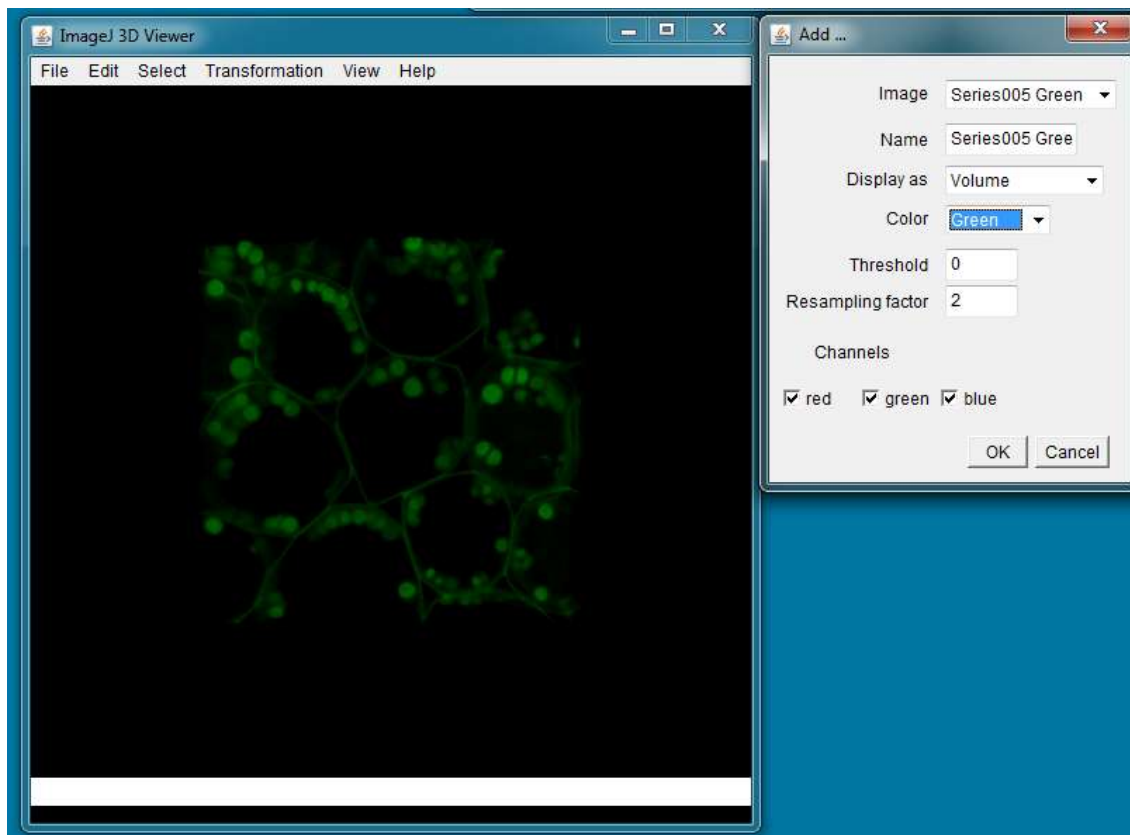 ImageJ 3D Viewer
File Edit Select Transformation View Help
Add ...
Image Series005 Green
Name Series005 Gree
Display as Volume
Color Green
Threshold 0
Resampling factor 2
Channels
red green blue
OK Cancel